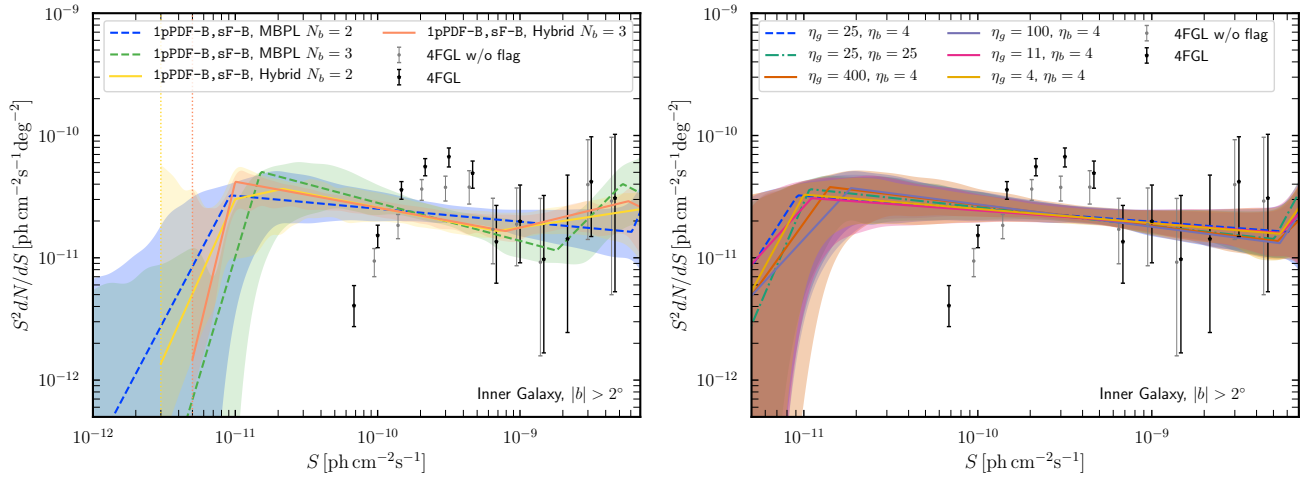 1pPDF-B,sF-B, MBPL N_b = 2
1pPDF-B,sF-B, MBPL N_b = 3
1pPDF-B,sF-B, Hybrid N_b = 2
1pPDF-B,sF-B, Hybrid N_b = 3
4FGL w/o flag
4FGL
10^{-9}
10^{-10}
10^{-11}
10^{-12}
S^2 dN/dS [ph cm^{-2}s^{-1}deg^{-2}]
Inner Galaxy, |b| > 2°
10^{-12}
10^{-11}
10^{-10}
10^{-9}
S [ph cm^{-2}s^{-1}]
η_g = 25, η_b = 4
η_g = 25, η_b = 25
η_g = 400, η_b = 4
η_g = 100, η_b = 4
η_g = 11, η_b = 4
η_g = 4, η_b = 4
4FGL w/o flag
4FGL
10^{-9}
10^{-10}
10^{-11}
10^{-12}
S^2 dN/dS [ph cm^{-2}s^{-1}deg^{-2}]
Inner Galaxy, |b| > 2°
10^{-11}
10^{-10}
10^{-9}
S [ph cm^{-2}s^{-1}]